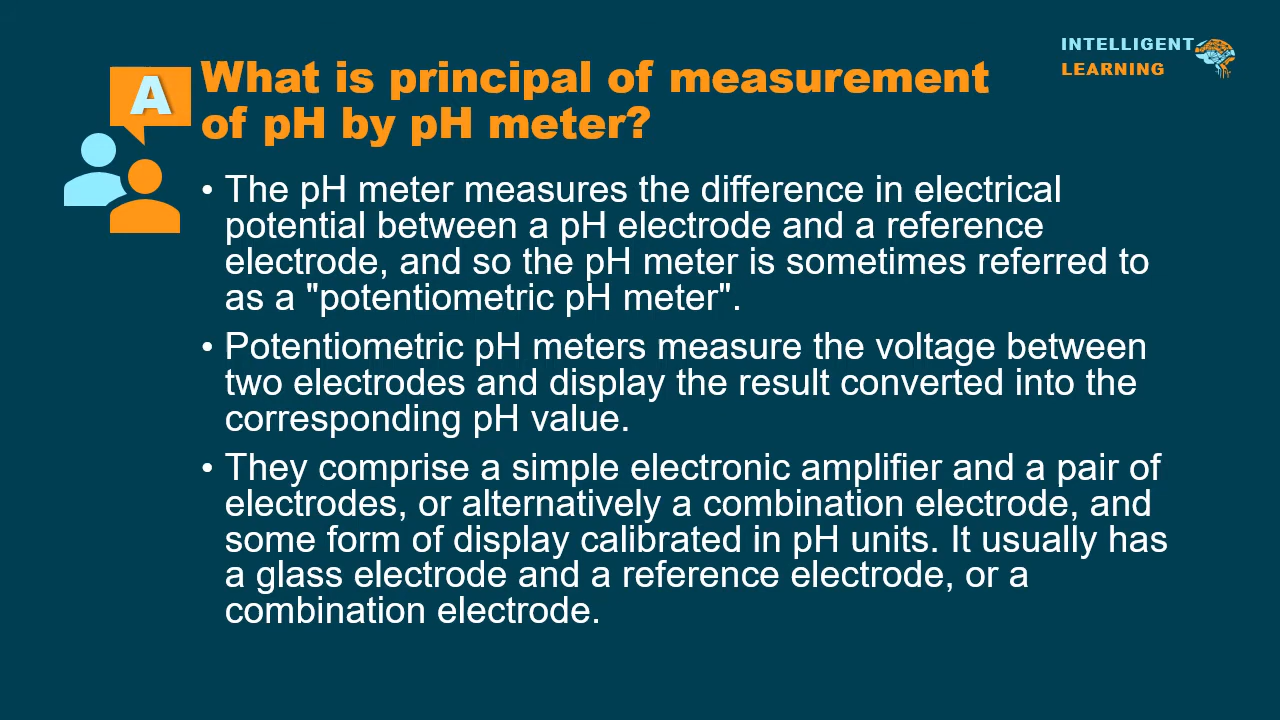 INTELLIGENT
LEARNING
A
What is principal of measurement
of pH by pH meter?
• The pH meter measures the difference in electrical
potential between a pH electrode and a reference
electrode, and so the pH meter is sometimes referred to
as a "potentiometric pH meter".
• Potentiometric pH meters measure the voltage between
two electrodes and display the result converted into the
corresponding pH value.
• They comprise a simple electronic amplifier and a pair of
electrodes, or alternatively a combination electrode, and
some form of display calibrated in pH units. It usually has
a glass electrode and a reference electrode, or a
combination electrode.